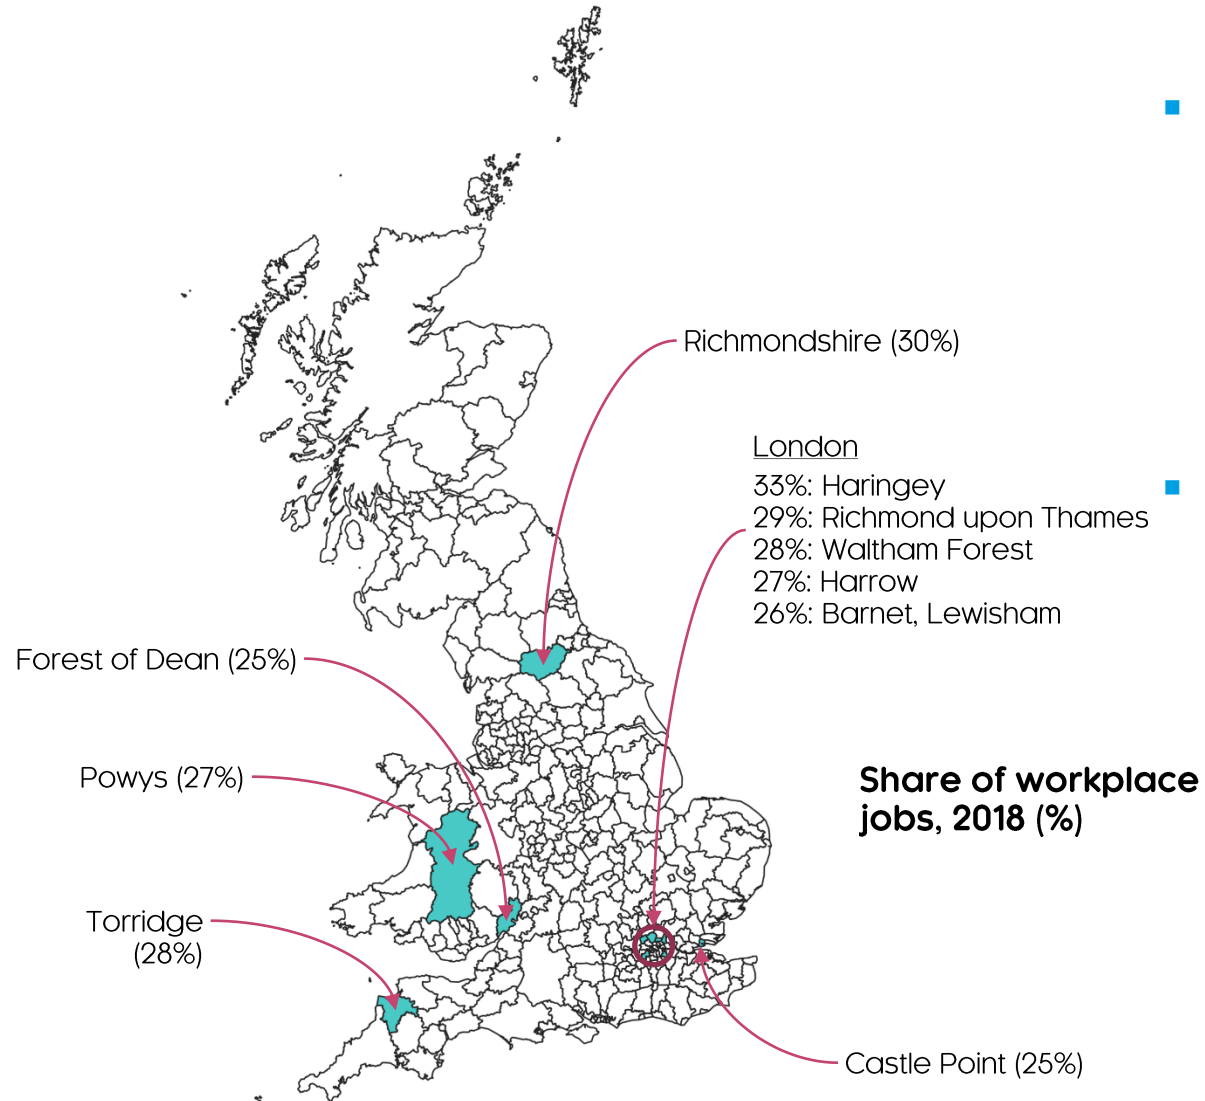 Richmondshire (30%)
London
33%: Haringey
29%: Richmond upon Thames
28%: Waltham Forest
27%: Harrow
26%: Barnet, Lewisham
Forest of Dean (25%)
Powys (27%)
Share of workplace
jobs, 2018 (%)
Torridge
(28%)
Castle Point (25%)